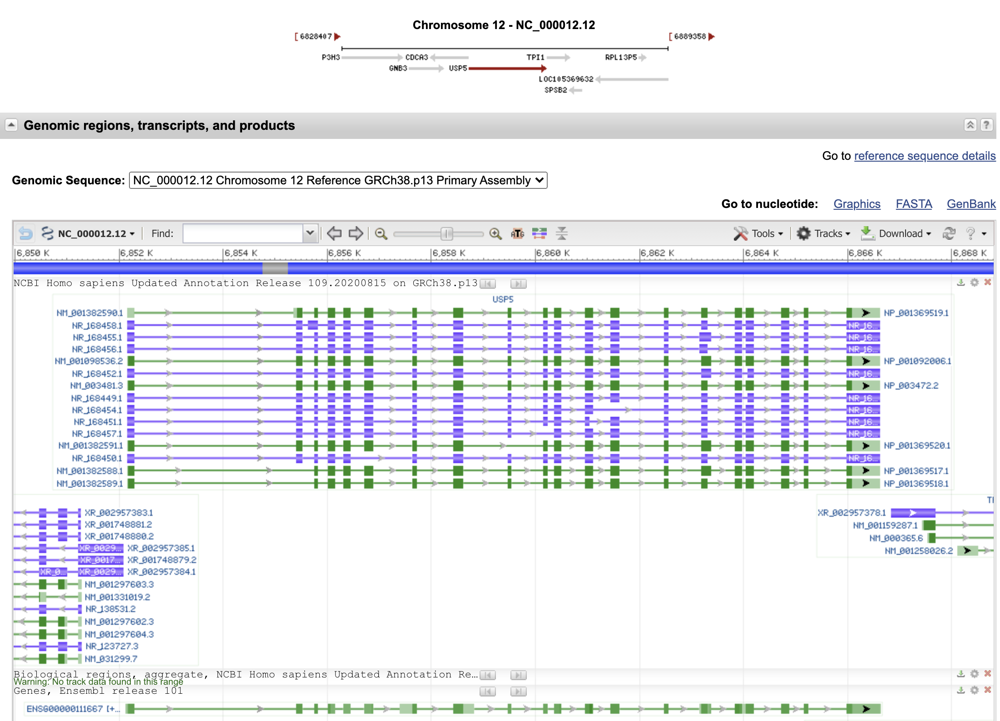 Chromosome 12 - NC_000012.12
[ 6828407 [ 6889358
P3H3 CDCA3 TPI1 RPL13P5
GNB3 USP5
LOC105369632
SPSB2
Genomic regions, transcripts, and products
?
Go to reference sequence details
Genomic Sequence: NC_000012.12 Chromosome 12 Reference GRCh38.p13 Primary Assembly
Go to nucleotide: Graphics FASTA GenBank
NC_000012.12 Find: ATG Tools Tracks Download ?
6,850 K 6,852 K 6,854 K 6,856 K 6,858 K 6,860 K 6,862 K 6,864 K 6,866 K 6,868 K
NCBI Homo sapiens Updated Annotation Release 109.20200815 on GRCh38.p13
USP5
NM_001382590.1 NP_001369519.1
NR_168458.1 NR_16...
NR_168455.1 NR_16...
NR_168456.1 NR_16...
NM_001098536.2 NP_001092006.1
NR_168452.1 NR_16...
NM_003481.3 NP_003472.2
NR_168449.1 NR_16...
NR_168454.1 NR_16...
NR_168451.1 NR_16...
NR_168457.1 NR_16...
NM_001382591.1 NP_001369520.1
NR_168450.1 NR_16...
NM_001382588.1 NP_001369517.1
NM_001382589.1 NP_001369518.1
XR_002957383.1
XR_001748881.2
XR_001748880.2
XR_0029... XR_002957385.1
XR_0017... XR_001748879.2
XR_0... XR_0029... XR_002957384.1
NM_001297603.3
NM_001331019.2
NR_138531.2
NM_001297602.3
NM_001297604.3
NR_123727.3
NM_031299.7
XR_002957378.1
NM_001159287.1
NM_000365.6
NM_001258026.2
Biological regions, aggregate, NCBI Homo sapiens Updated Annotation Re...
Warning: No track data found in this range
Genes, Ensembl release 101
ENSG00000111667 [+...